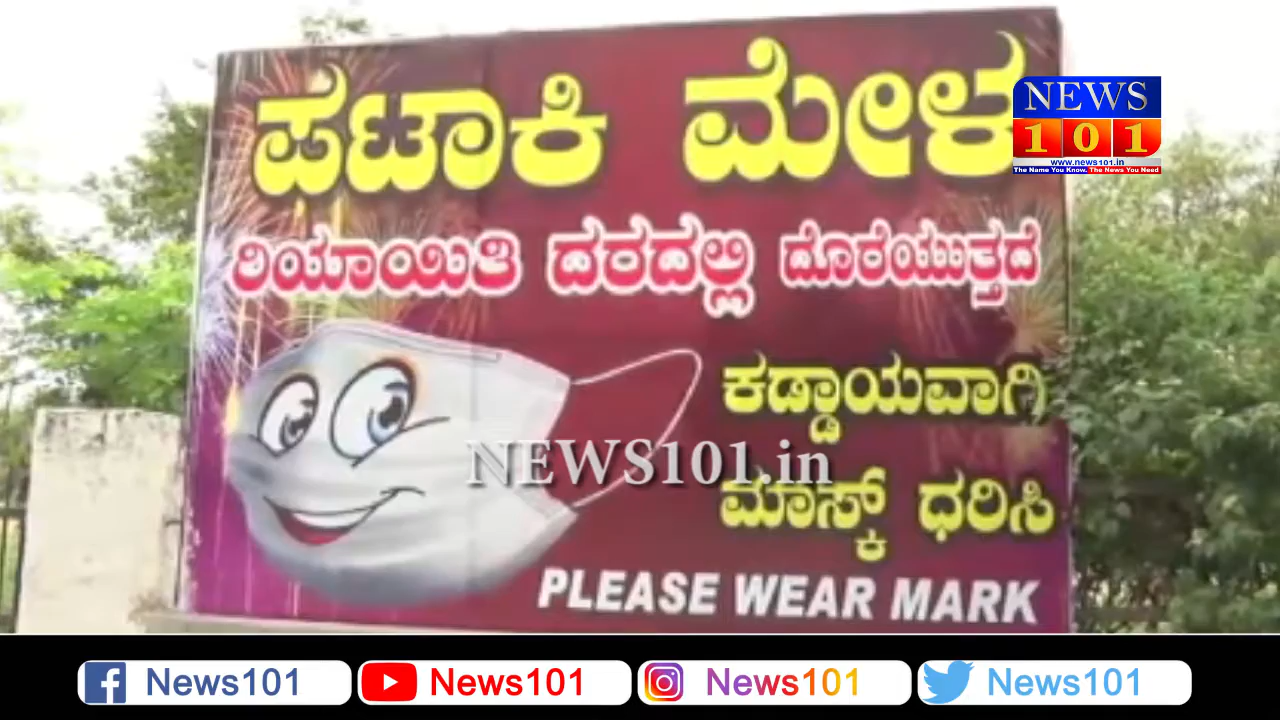 ಪಟಾಕಿ ಮೇಳ
NEWS
101
www.news101.in
The Name You Know. The News You Need
ರಿಯಾಯಿತಿ ದರದಲ್ಲಿ ದೊರೆಯುತ್ತದೆ
ಕಡ್ಡಾಯವಾಗಿ
NEWS101.in
ಮಾಸ್ಕ್ ಧರಿಸಿ
PLEASE WEAR MARK
News101 News101 News101 News101